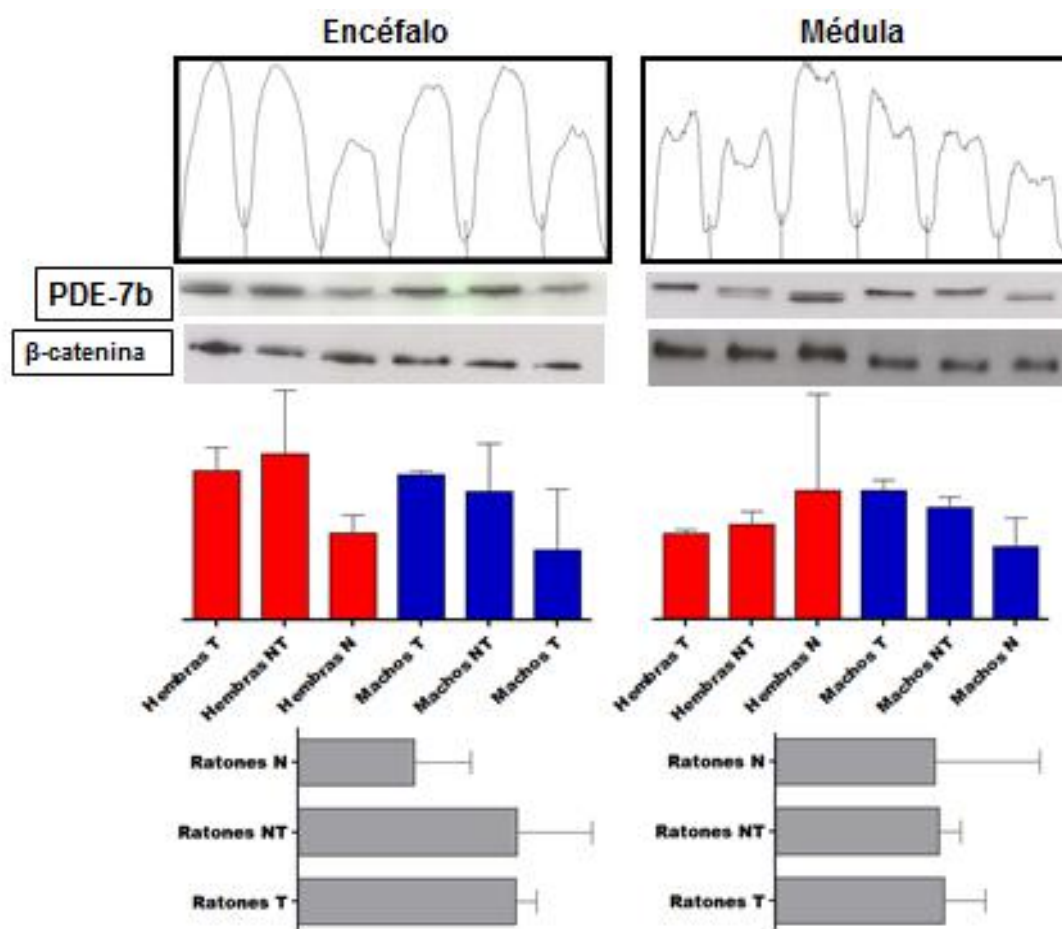 Encéfalo
Médula
PDE-7b
β-catenina
Hembras T
Hembras NT
Hembras N
Machos T
Machos NT
Machos T
Hembras T
Hembras NT
Hembras N
Machos T
Machos NT
Machos N
Ratones N
Ratones NT
Ratones T
Ratones N
Ratones NT
Ratones T